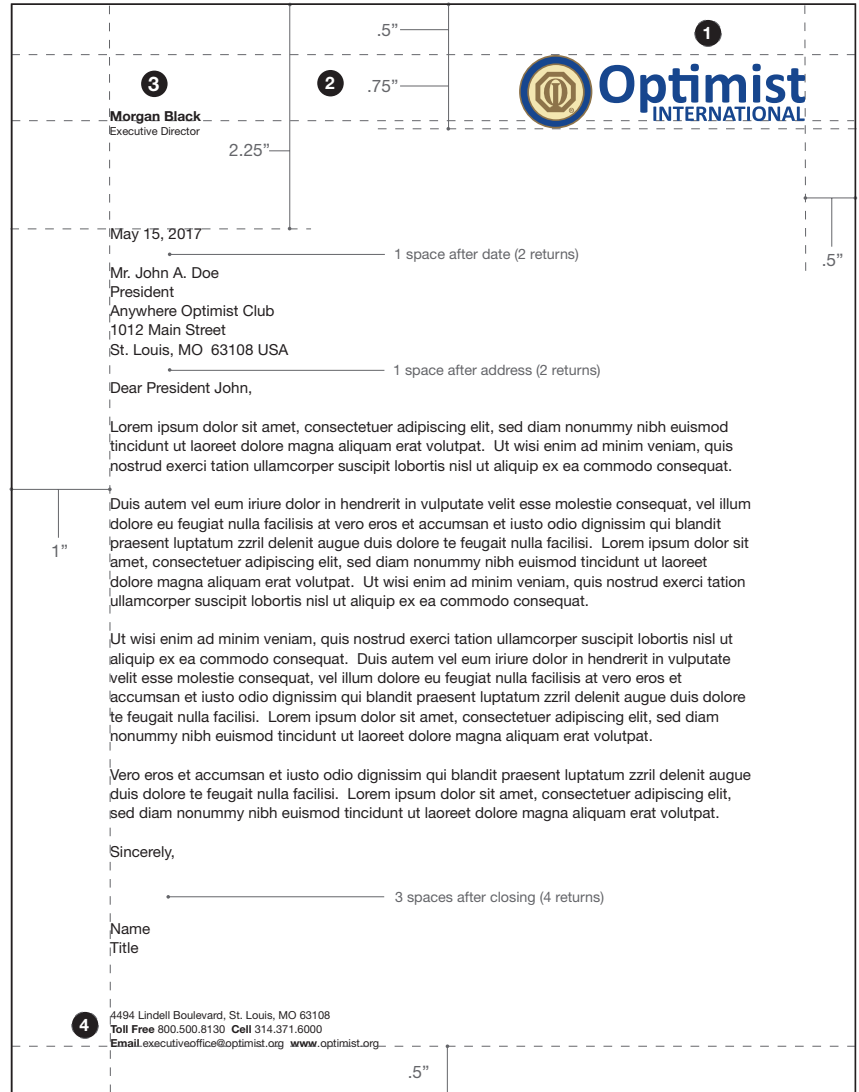 .5”
1
3
2
.75”
Optimist
INTERNATIONAL
®
Morgan Black
Executive Director
2.25”
May 15, 2017
1 space after date (2 returns)
.5”
Mr. John A. Doe
President
Anywhere Optimist Club
1012 Main Street
St. Louis, MO  63108 USA
1 space after address (2 returns)
Dear President John,
Lorem ipsum dolor sit amet, consectetuer adipiscing elit, sed diam nonummy nibh euismod
tincidunt ut laoreet dolore magna aliquam erat volutpat.  Ut wisi enim ad minim veniam, quis
nostrud exerci tation ullamcorper suscipit lobortis nisl ut aliquip ex ea commodo consequat.
Duis autem vel eum iriure dolor in hendrerit in vulputate velit esse molestie consequat, vel illum
dolore eu feugiat nulla facilisis at vero eros et accumsan et iusto odio dignissim qui blandit
praesent luptatum zzril delenit augue duis dolore te feugait nulla facilisi.  Lorem ipsum dolor sit
amet, consectetuer adipiscing elit, sed diam nonummy nibh euismod tincidunt ut laoreet
dolore magna aliquam erat volutpat.  Ut wisi enim ad minim veniam, quis nostrud exerci tation
ullamcorper suscipit lobortis nisl ut aliquip ex ea commodo consequat.
1”
Ut wisi enim ad minim veniam, quis nostrud exerci tation ullamcorper suscipit lobortis nisl ut
aliquip ex ea commodo consequat.  Duis autem vel eum iriure dolor in hendrerit in vulputate
velit esse molestie consequat, vel illum dolore eu feugiat nulla facilisis at vero eros et
accumsan et iusto odio dignissim qui blandit praesent luptatum zzril delenit augue duis dolore
te feugait nulla facilisi.  Lorem ipsum dolor sit amet, consectetuer adipiscing elit, sed diam
nonummy nibh euismod tincidunt ut laoreet dolore magna aliquam erat volutpat.
Vero eros et accumsan et iusto odio dignissim qui blandit praesent luptatum zzril delenit augue
duis dolore te feugait nulla facilisi.  Lorem ipsum dolor sit amet, consectetuer adipiscing elit,
sed diam nonummy nibh euismod tincidunt ut laoreet dolore magna aliquam erat volutpat.
Sincerely,
3 spaces after closing (4 returns)
Name
Title
4
4494 Lindell Boulevard, St. Louis, MO 63108
Toll Free 800.500.8130  Cell 314.371.6000
Email executiveoffice@optimist.org  www.optimist.org
.5”